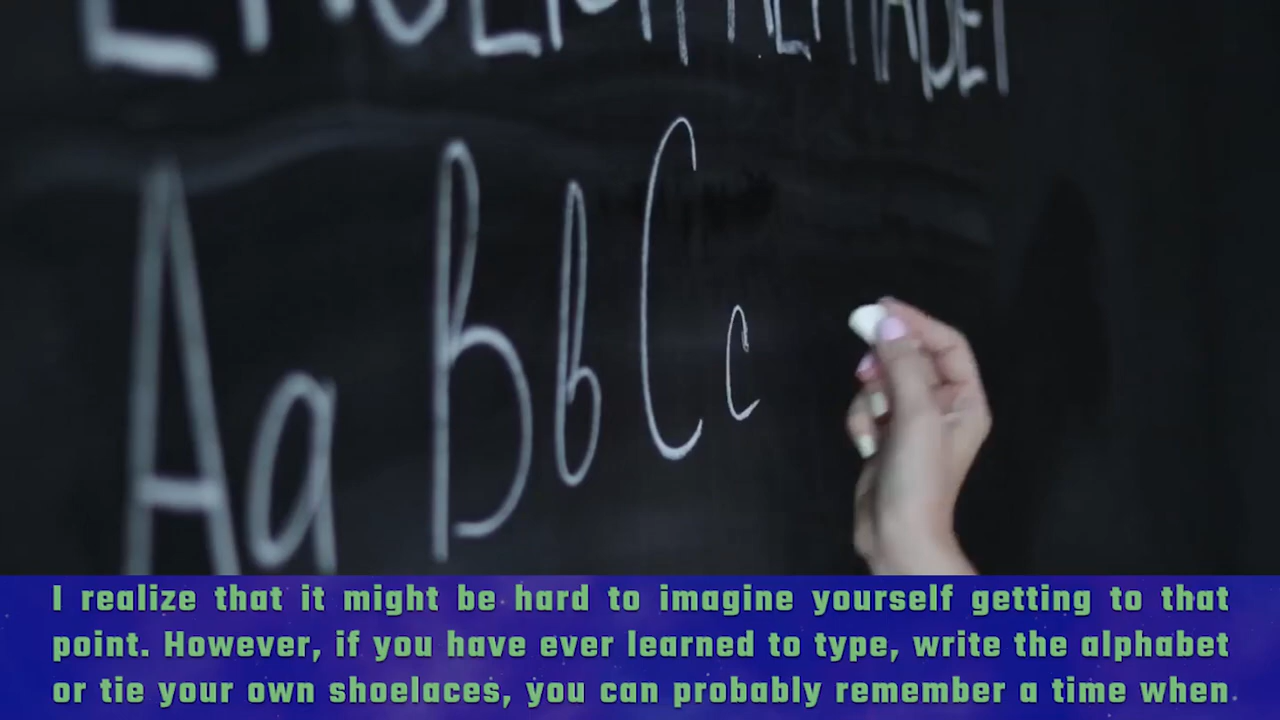 ENGLISH ALPHABET
Aa Bb Cc
I realize that it might be hard to imagine yourself getting to that
point. However, if you have ever learned to type, write the alphabet
or tie your own shoelaces, you can probably remember a time when